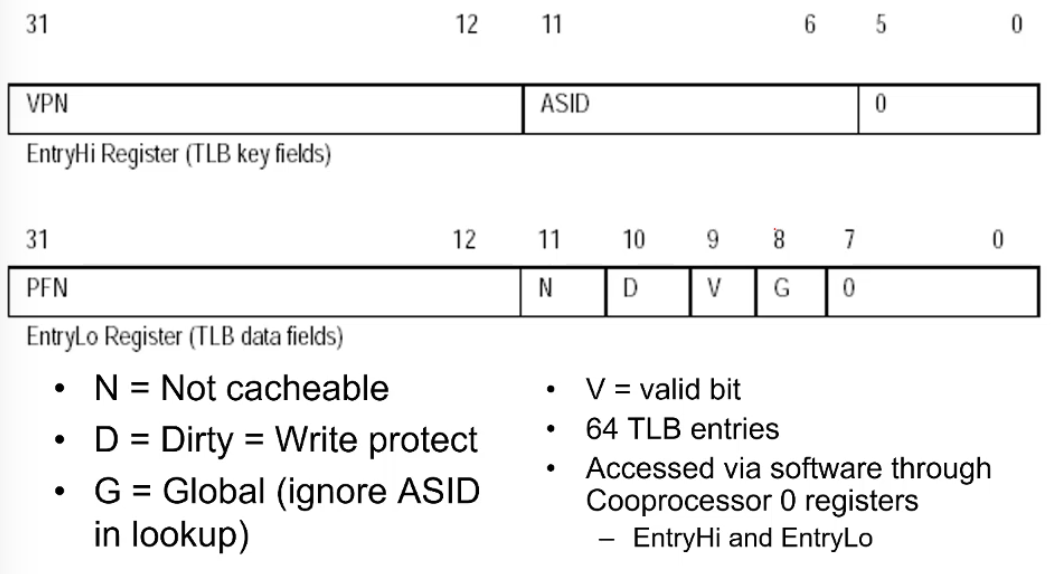 31 12 11 6 5 0
VPN ASID 0
EntryHi Register (TLB key fields)
31 12 11 10 9 8 7 0
PFN N D V G 0
EntryLo Register (TLB data fields)
• N = Not cacheable
• D = Dirty = Write protect
• G = Global (ignore ASID
in lookup)
• V = valid bit
• 64 TLB entries
• Accessed via software through
Cooprocessor 0 registers
– EntryHi and EntryLo